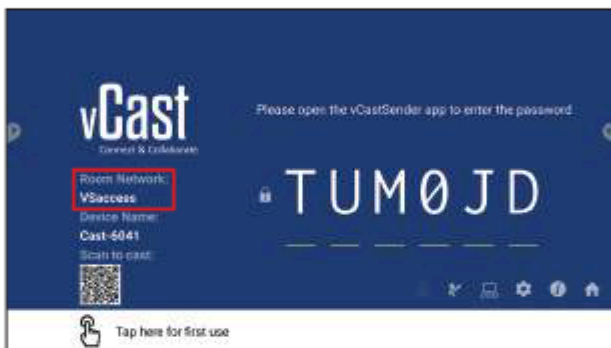 vCast
Connect & Collaborate
Please open the vCastSender app to enter the password
Room Network:
VSaccess
Device Name:
Cast-6041
Scan to cast:
TUM0JD
Tap here for first use